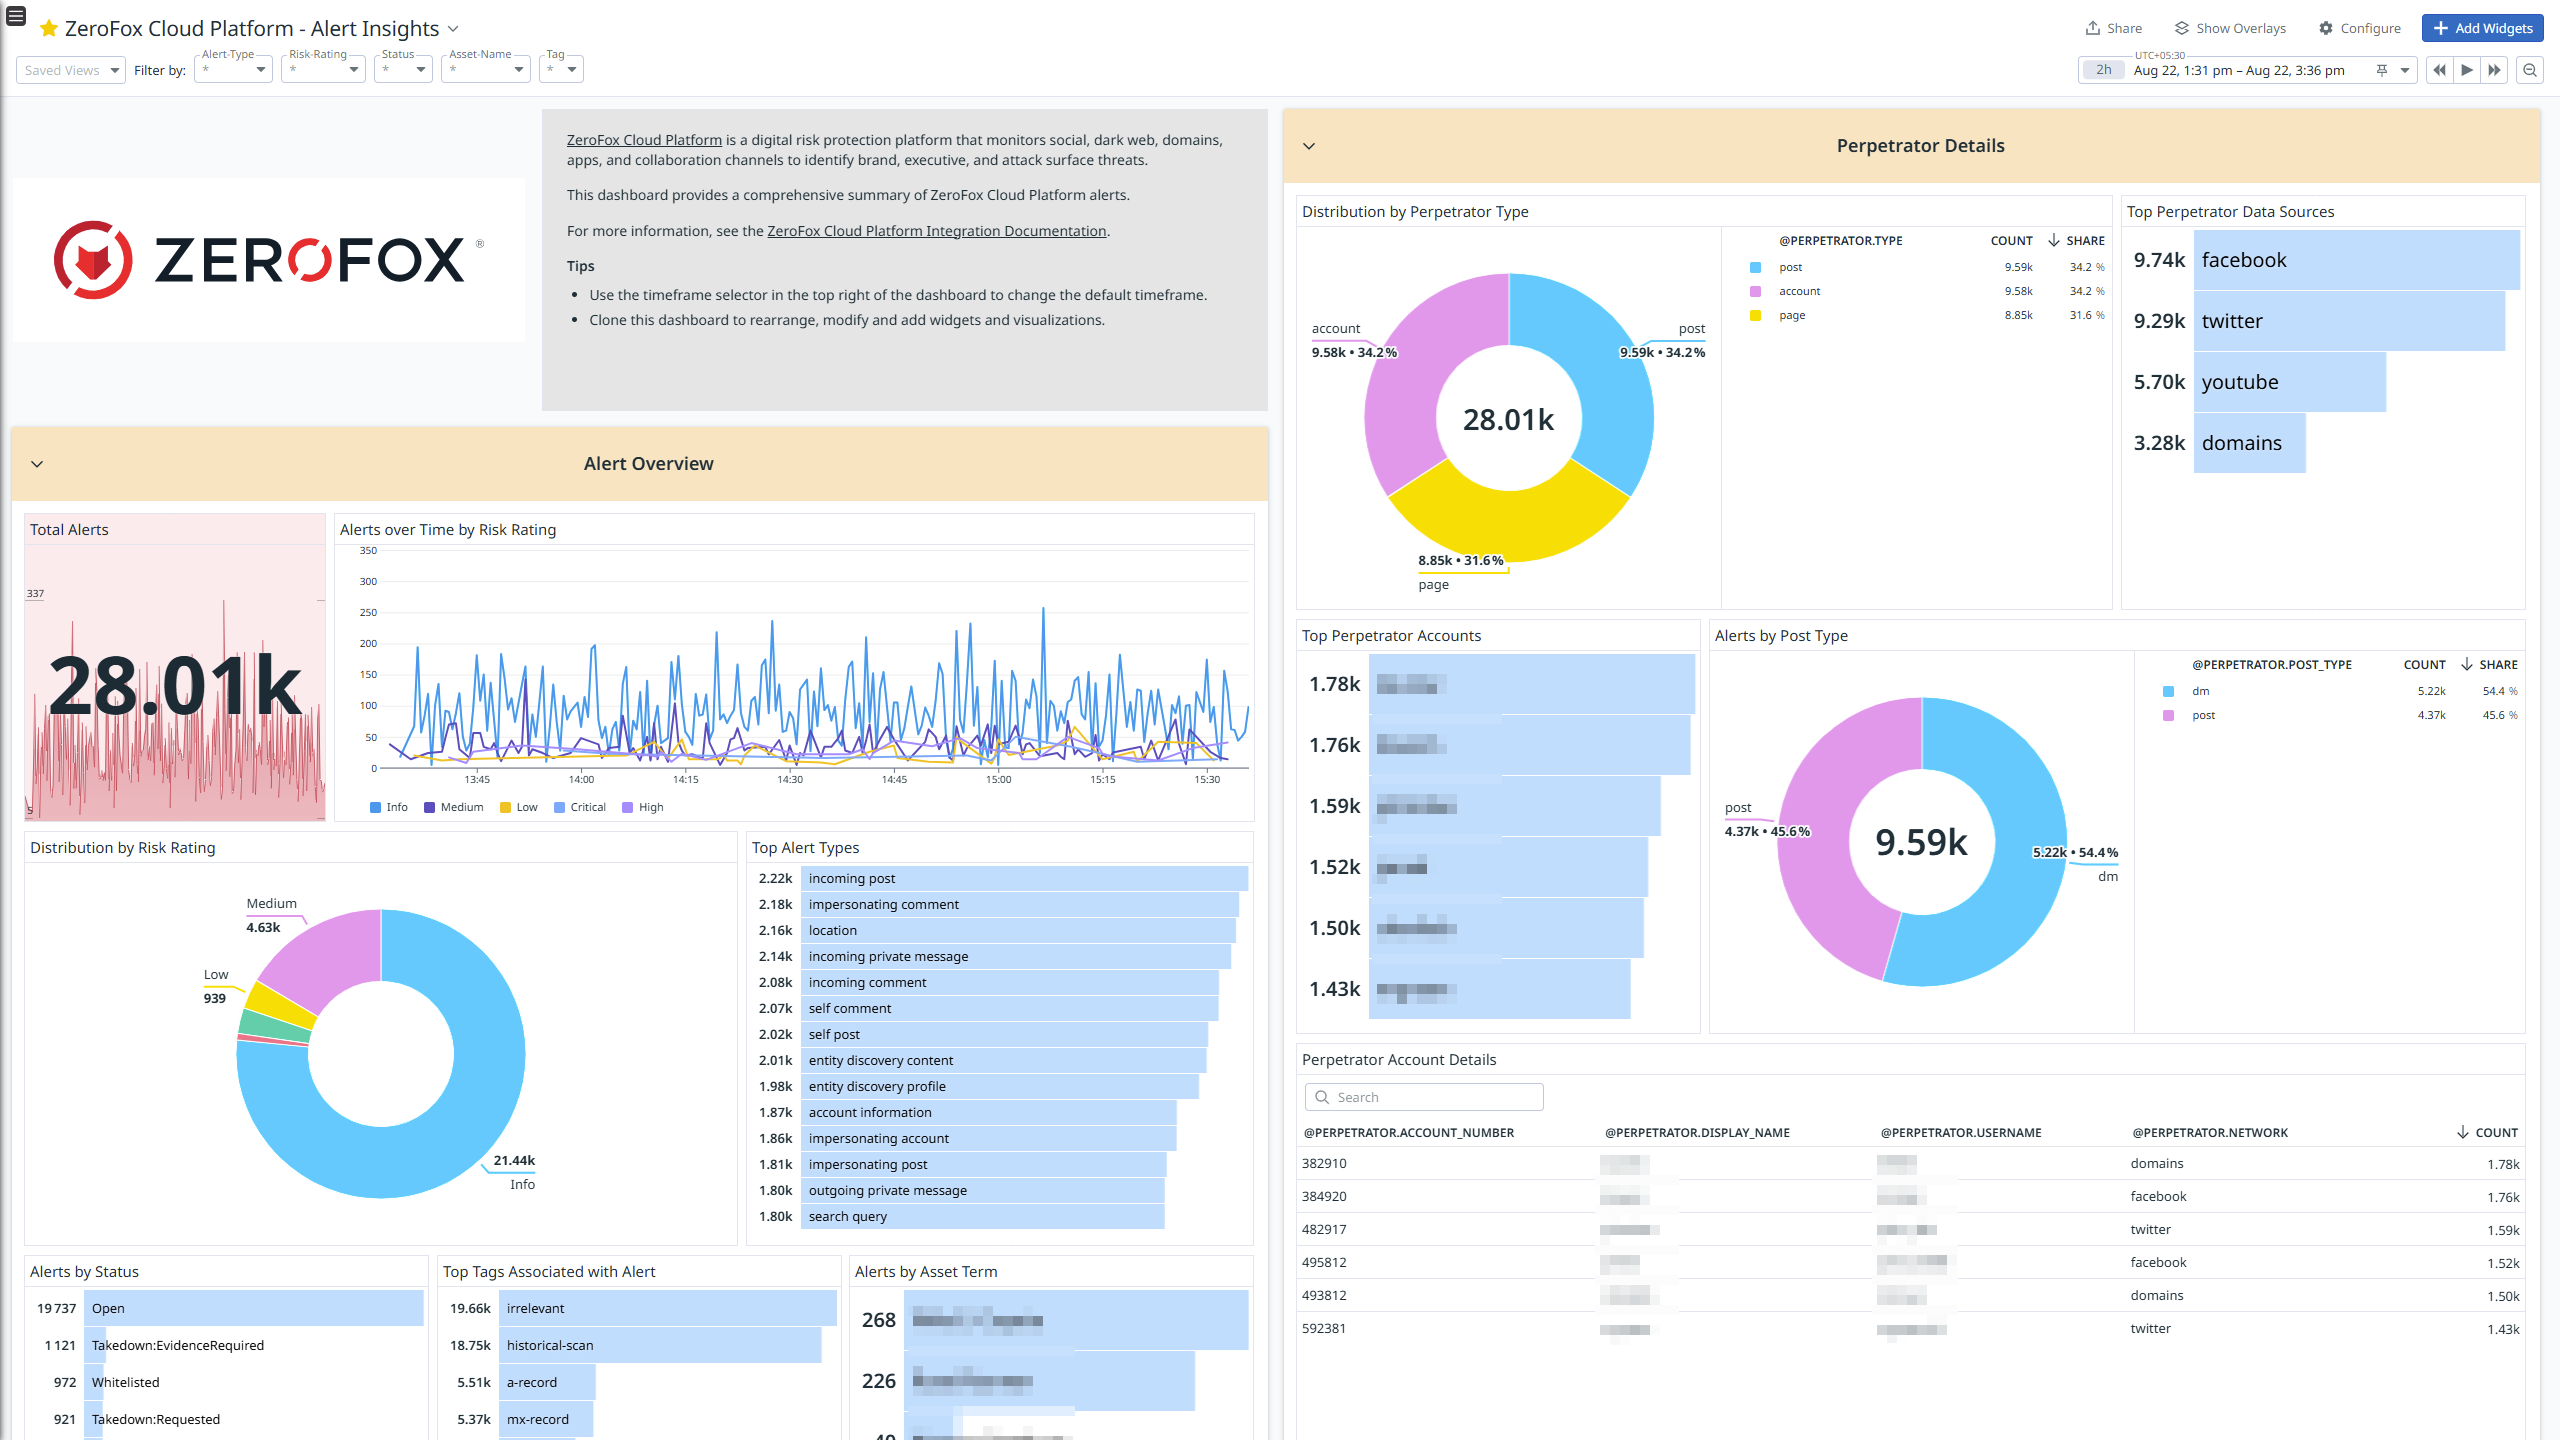 ZeroFox Cloud Platform - Alert Insights
Share
Show Overlays
Configure
Add Widgets
Saved Views
Filter by:
Alert-Type
*
Risk-Rating
*
Status
*
Asset-Name
*
Tag
*
UTC+05:30
2h
Aug 22, 1:31 pm – Aug 22, 3:36 pm
ZEROFOX ®
ZeroFox Cloud Platform is a digital risk protection platform that monitors social, dark web, domains,
apps, and collaboration channels to identify brand, executive, and attack surface threats.
This dashboard provides a comprehensive summary of ZeroFox Cloud Platform alerts.
For more information, see the ZeroFox Cloud Platform Integration Documentation.
Tips
• Use the timeframe selector in the top right of the dashboard to change the default timeframe.
• Clone this dashboard to rearrange, modify and add widgets and visualizations.
Alert Overview
Total Alerts
337
28.01k
5
Alerts over Time by Risk Rating
350
300
250
200
150
100
50
0
13:45 14:00 14:15 14:30 14:45 15:00 15:15 15:30
Info Medium Low Critical High
Distribution by Risk Rating
Medium
4.63k
Low
939
21.44k
Info
Top Alert Types
2.22k incoming post
2.18k impersonating comment
2.16k location
2.14k incoming private message
2.08k incoming comment
2.07k self comment
2.02k self post
2.01k entity discovery content
1.98k entity discovery profile
1.87k account information
1.86k impersonating account
1.81k impersonating post
1.80k outgoing private message
1.80k search query
Alerts by Status
19 737 Open
1 121 Takedown:EvidenceRequired
972 Whitelisted
921 Takedown:Requested
Top Tags Associated with Alert
19.66k irrelevant
18.75k historical-scan
5.51k a-record
5.37k mx-record
Alerts by Asset Term
268
226
Perpetrator Details
Distribution by Perpetrator Type
account
9.58k • 34.2%
post
9.59k • 34.2%
28.01k
8.85k • 31.6%
page
@PERPETRATOR.TYPE COUNT SHARE
post 9.59k 34.2 %
account 9.58k 34.2 %
page 8.85k 31.6 %
Top Perpetrator Data Sources
9.74k facebook
9.29k twitter
5.70k youtube
3.28k domains
Top Perpetrator Accounts
1.78k
1.76k
1.59k
1.52k
1.50k
1.43k
Alerts by Post Type
post
4.37k • 45.6%
9.59k
5.22k • 54.4%
dm
@PERPETRATOR.POST_TYPE COUNT SHARE
dm 5.22k 54.4 %
post 4.37k 45.6 %
Perpetrator Account Details
Search
@PERPETRATOR.ACCOUNT_NUMBER @PERPETRATOR.DISPLAY_NAME @PERPETRATOR.USERNAME @PERPETRATOR.NETWORK COUNT
382910 domains 1.78k
384920 facebook 1.76k
482917 twitter 1.59k
495812 facebook 1.52k
493812 domains 1.50k
592381 twitter 1.43k